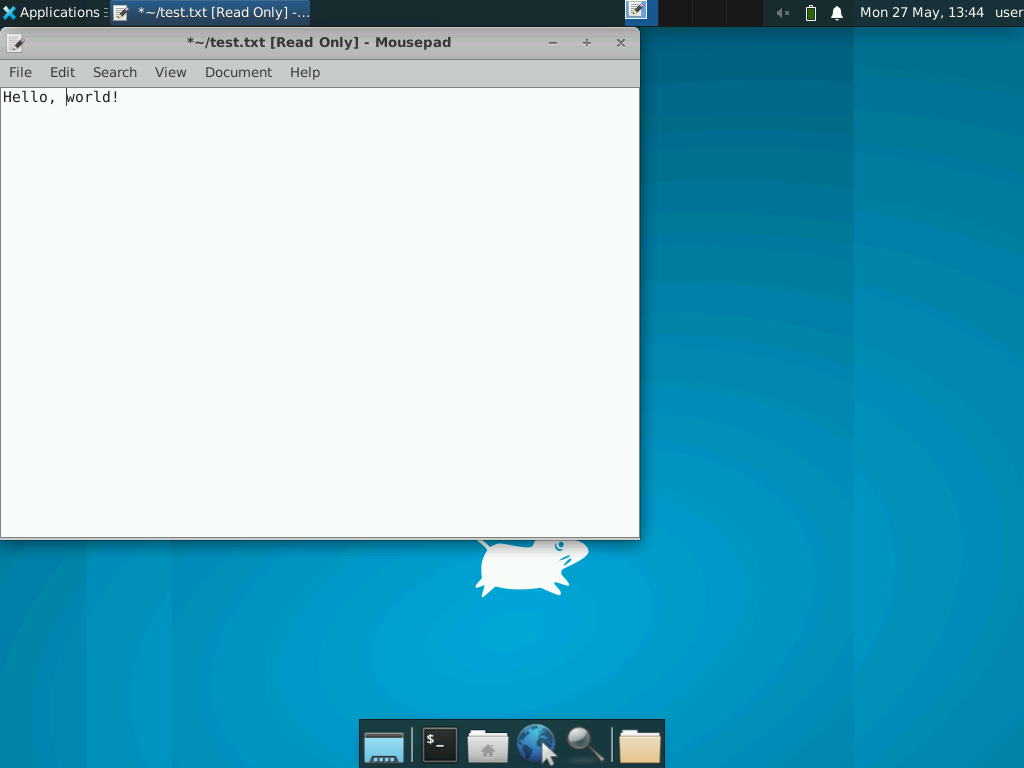 Applications
*~/test.txt [Read Only] -...
Mon 27 May, 13:44
user
*~/test.txt [Read Only] - Mousepad
File Edit Search View Document Help
Hello, world!
$_